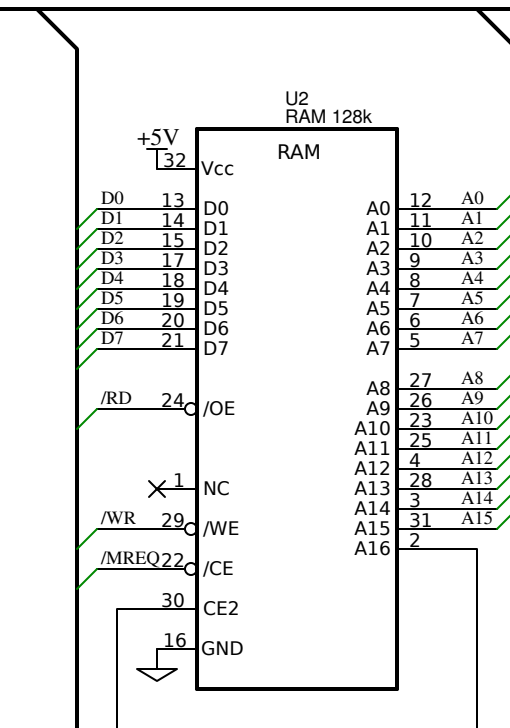 U2
RAM 128k
RAM
+5V
32 Vcc
D0 13 D0 A0 12 A0
D1 14 D1 A1 11 A1
D2 15 D2 A2 10 A2
D3 17 D3 A3 9 A3
D4 18 D4 A4 8 A4
D5 19 D5 A5 7 A5
D6 20 D6 A6 6 A6
D7 21 D7 A7 5 A7
A8 27 A8
/RD 24 /OE A9 26 A9
A10 23 A10
A11 25 A11
A12 4 A12
1 NC A13 28 A13
A14 3 A14
/WR 29 /WE A15 31 A15
A16 2
/MREQ 22 /CE
30 CE2
16 GND